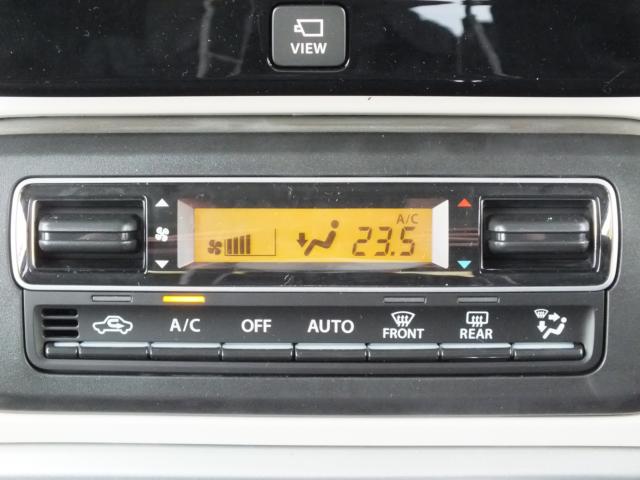 VIEW
A/C
23.5
A/C OFF AUTO FRONT REAR